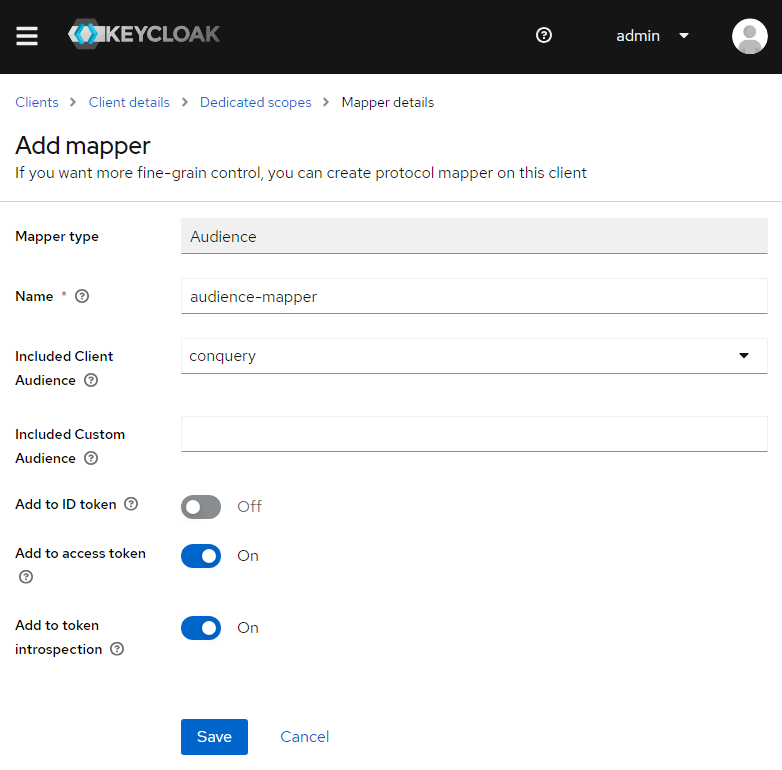 KEYCLOAK
admin
Clients
Client details
Dedicated scopes
Mapper details
Add mapper
If you want more fine-grain control, you can create protocol mapper on this client
Mapper type
Audience
Name *
audience-mapper
Included Client
Audience
conquery
Included Custom
Audience
Add to ID token
Off
Add to access token
On
Add to token
introspection
On
Save
Cancel